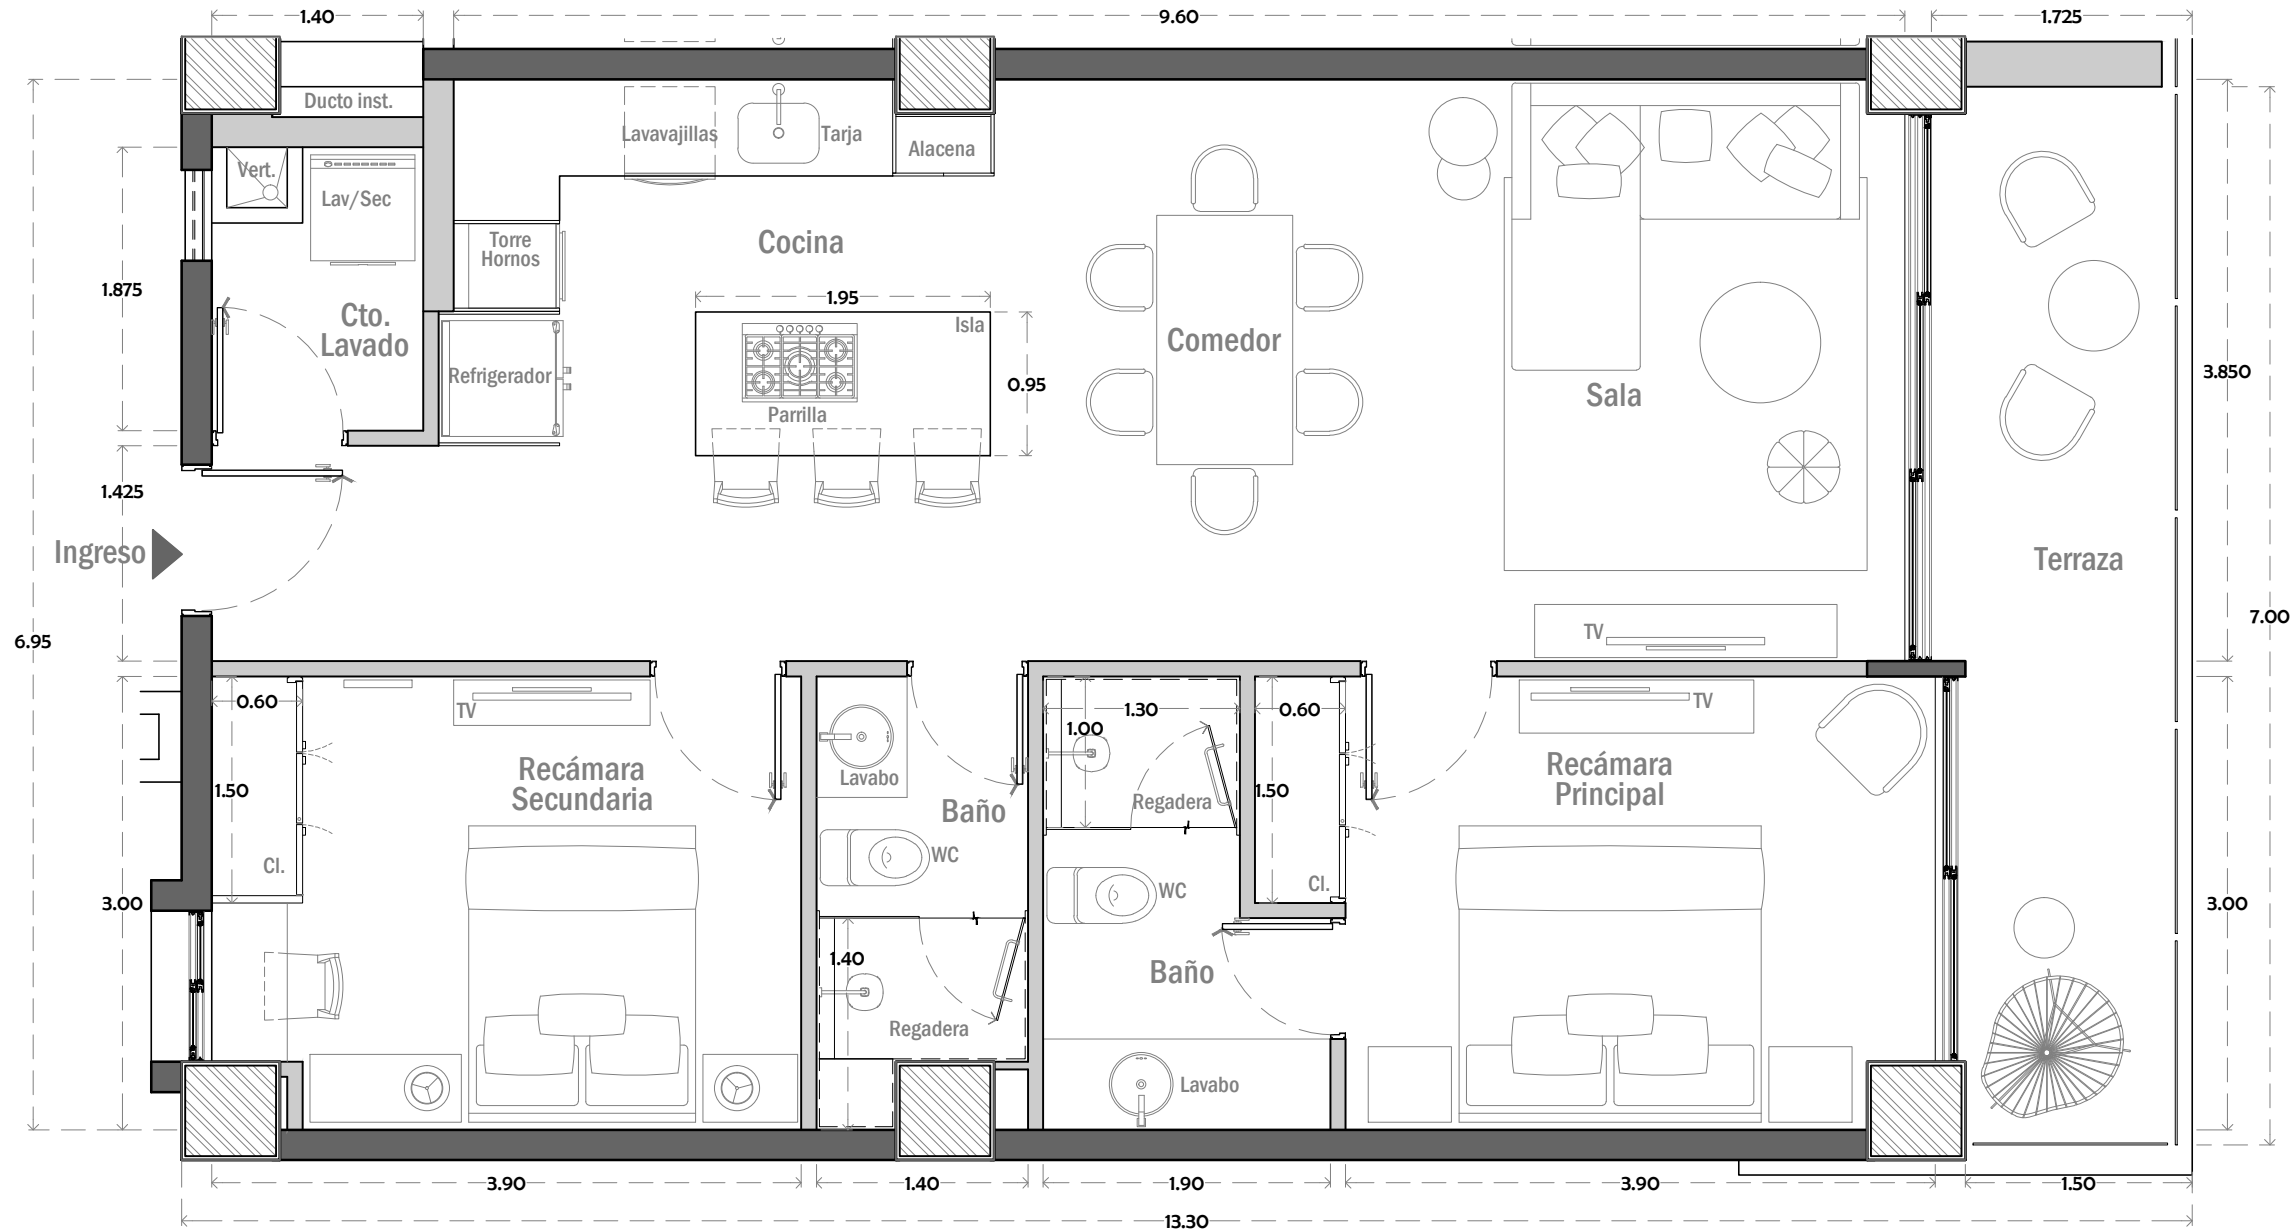 1.40
9.60
1.725
Ducto inst.
Lavavajillas
Tarja
Alacena
Vert.
Lav/Sec
Torre
Hornos
Cocina
1.875
1.95
Cto.
Lavado
Isla
Comedor
Refrigerador
0.95
3.850
Parrilla
Sala
1.425
Ingreso
Terraza
6.95
7.00
TV
0.60
TV
1.30
1.00
0.60
TV
Recámara
Secundaria
Lavabo
Recámara
Principal
1.50
Baño
Regadera
1.50
Cl.
WC
WC
Cl.
3.00
3.00
1.40
Baño
Regadera
Lavabo
3.90
1.40
1.90
3.90
1.50
13.30